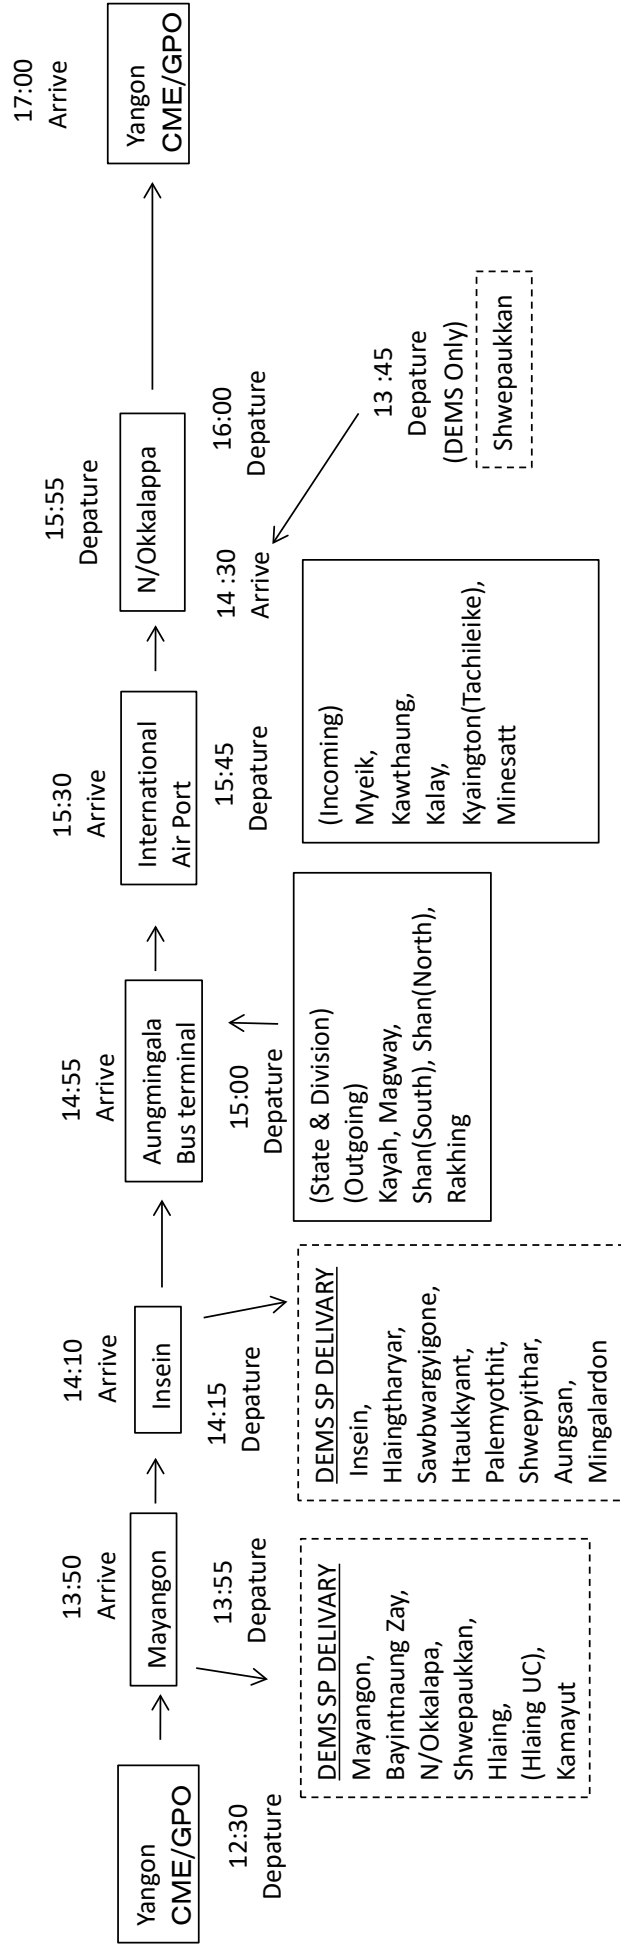 Yangon
CME/GPO
12:30
Depature
13:50
Arrive
Mayangon
13:55
Depature
DEMS SP DELIVARY
Mayangon,
Bayintnaung Zay,
N/Okkalapa,
Shwepaukkan,
Hlaing,
(Hlaing UC),
Kamayut
14:10
Arrive
Insein
14:15
Depature
DEMS SP DELIVARY
Insein,
Hlaingtharyar,
Sawbwargyigone,
Htaukkyant,
Palemyothit,
Shwepyithar,
Aungsan,
Mingalardon
14:55
Arrive
Aungmingala
Bus terminal
15:00
Depature
(State & Division)
(Outgoing)
Kayah, Magway,
Shan(South), Shan(North),
Rakhing
15:30
Arrive
International
Air Port
15:45
Depature
(Incoming)
Myeik,
Kawthaung,
Kalay,
Kyaington(Tachileike),
Minesatt
15:55
Depature
N/Okkalappa
14 :30
Arrive
16:00
Depature
13 :45
Depature
(DEMS Only)
Shwepaukkan
17:00
Arrive
Yangon
CME/GPO